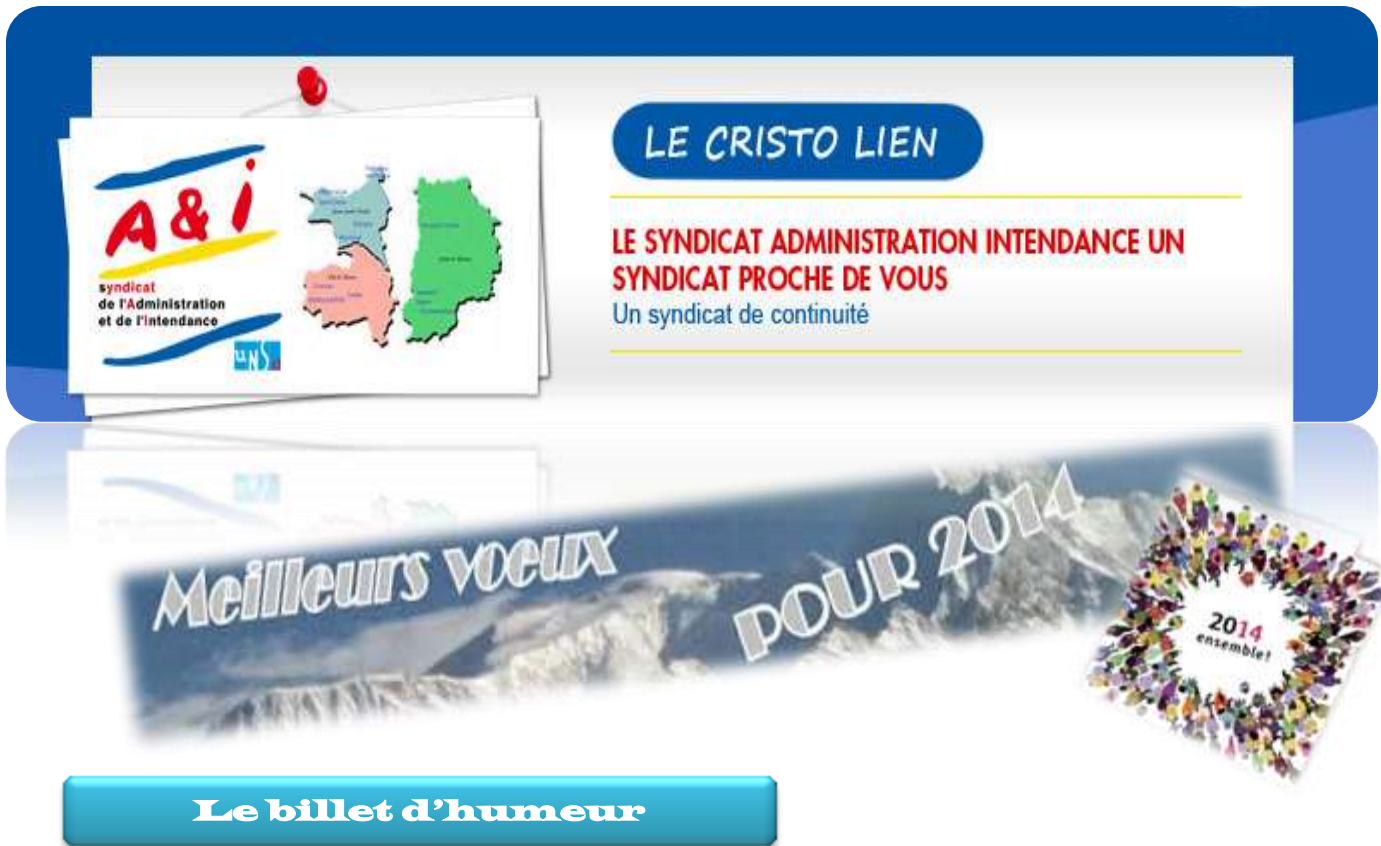 LE CRISTO LIEN
A & i
syndicat
de l'Administration
et de l'Intendance
UNSa
LE SYNDICAT ADMINISTRATION INTENDANCE UN
SYNDICAT PROCHE DE VOUS
Un syndicat de continuité
Meilleurs voeux
POUR 2014
2014
ensemble!
Le billet d’humeur